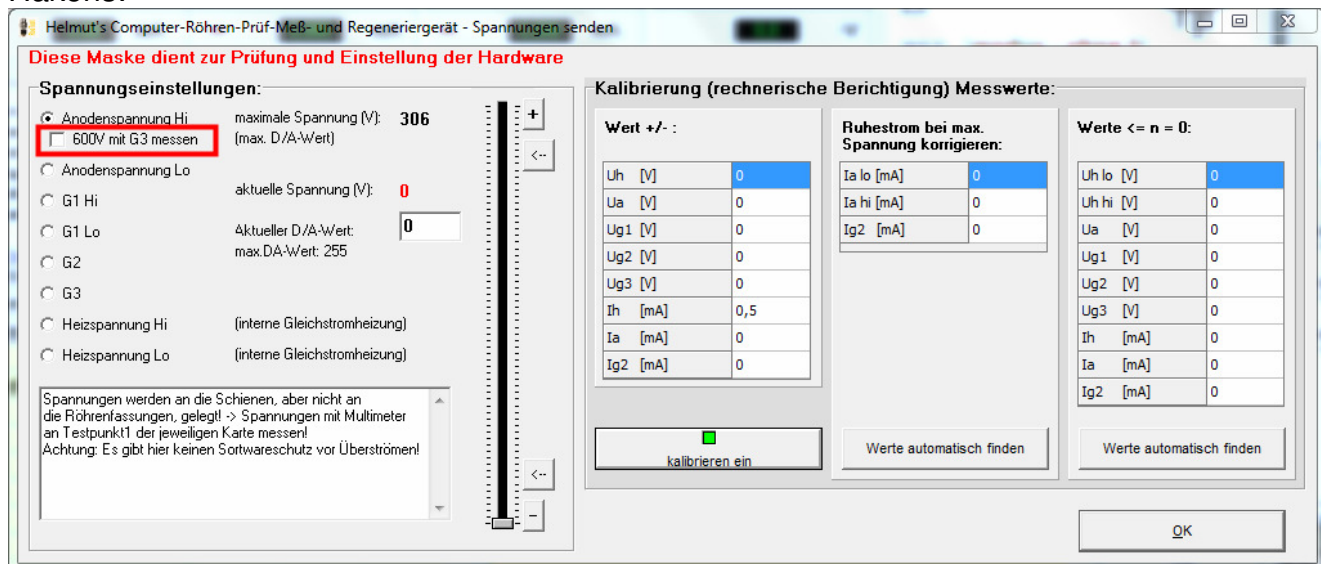 Helmut's Computer-Röhren-Prüf-Meß- und Regeneriergerät - Spannungen senden
Diese Maske dient zur Prüfung und Einstellung der Hardware
Spannungseinstellungen:
Anodenspannung Hi
600V mit G3 messen
Anodenspannung Lo
G1 Hi
G1 Lo
G2
G3
Heizspannung Hi
Heizspannung Lo
maximale Spannung (V): 306
(max. D/A-Wert)
aktuelle Spannung (V): 0
Aktueller D/A-Wert: 0
max.DA-Wert: 255
(interne Gleichstromheizung)
(interne Gleichstromheizung)
+
<--
<--
-
Spannungen werden an die Schienen, aber nicht an
die Röhrenfassungen, gelegt! -> Spannungen mit Multimeter
an Testpunkt1 der jeweiligen Karte messen!
Achtung: Es gibt hier keinen Sortwareschutz vor Überströmen!
Kalibrierung (rechnerische Berichtigung) Messwerte:
Wert +/- :
Uh [V] 0
Ua [V] 0
Ug1 [V] 0
Ug2 [V] 0
Ug3 [V] 0
Ih [mA] 0,5
Ia [mA] 0
Ig2 [mA] 0
kalibrieren ein
Ruhestrom bei max.
Spannung korrigieren:
Ia lo [mA] 0
Ia hi [mA] 0
Ig2 [mA] 0
Werte automatisch finden
Werte <= n = 0:
Uh lo [V] 0
Uh hi [V] 0
Ua [V] 0
Ug1 [V] 0
Ug2 [V] 0
Ug3 [V] 0
Ih [mA] 0
Ia [mA] 0
Ig2 [mA] 0
Werte automatisch finden
OK